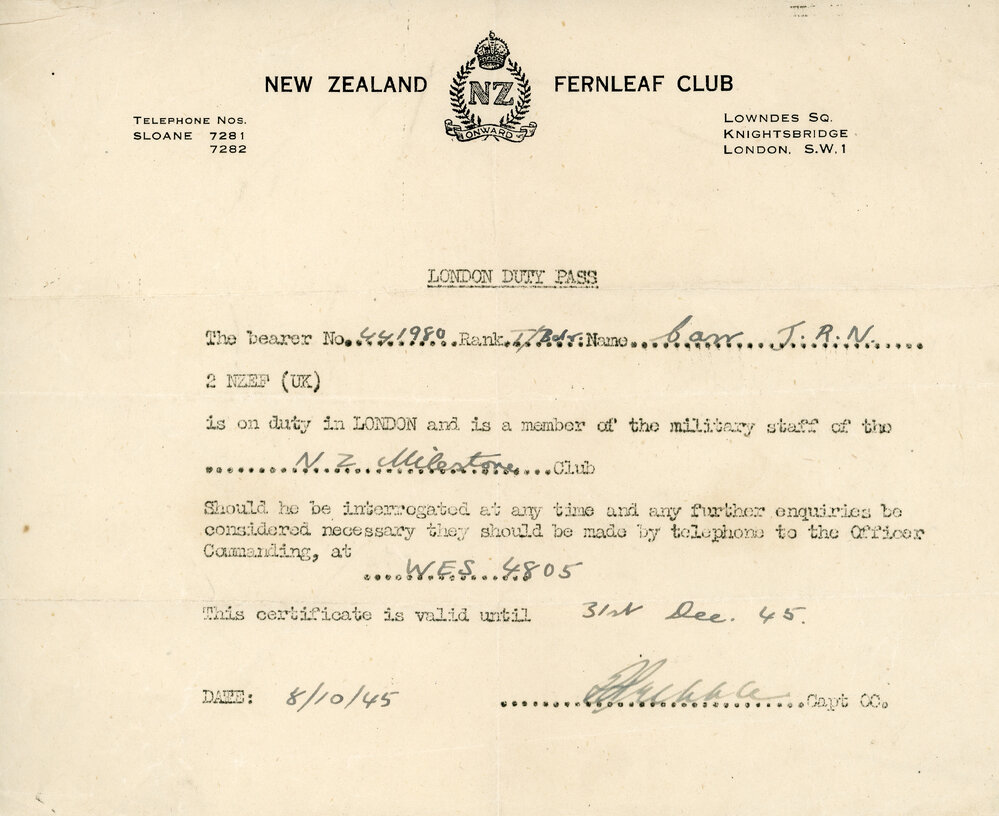 NEW ZEALAND NZ FERNLEAF CLUB
ONWARD
TELEPHONE NOS.
SLOANE 7281
7282
LOWNDES SQ.
KNIGHTSBRIDGE
LONDON. S.W.1
LONDON DUTY PASS
The bearer No. 441980 Rank T/Bdr. Name Carr J.R.N.
2 NZEF (UK)
is on duty in LONDON and is a member of the military staff of the
N Z Milestone Club
Should he be interrogated at any time and any further enquiries be
considered necessary they should be made by telephone to the Officer
Commanding, at
WES 4805
This certificate is valid until 31st Dec. 45.
DATE: 8/10/45
Capt OC.